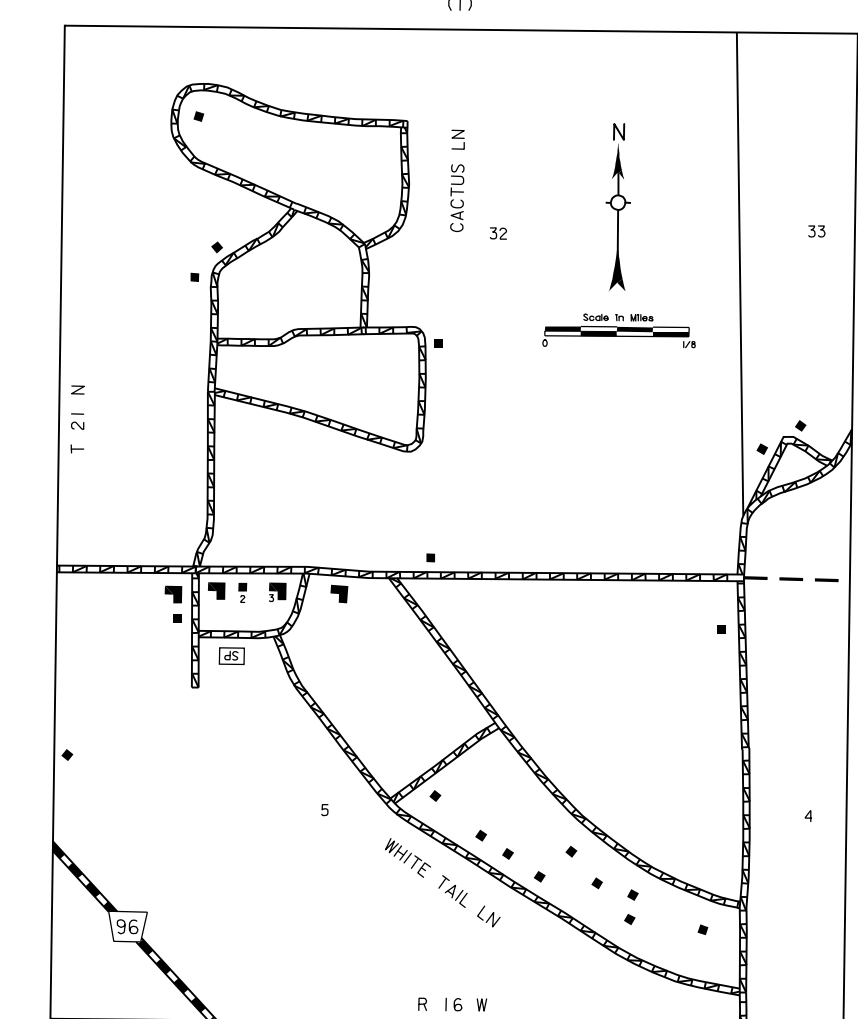 (1)
N
CACTUS LN
32
33
Scale in Miles
0 1/8
T 21 N
2 3
SP
5
4
WHITE TAIL LN
96
R 16 W